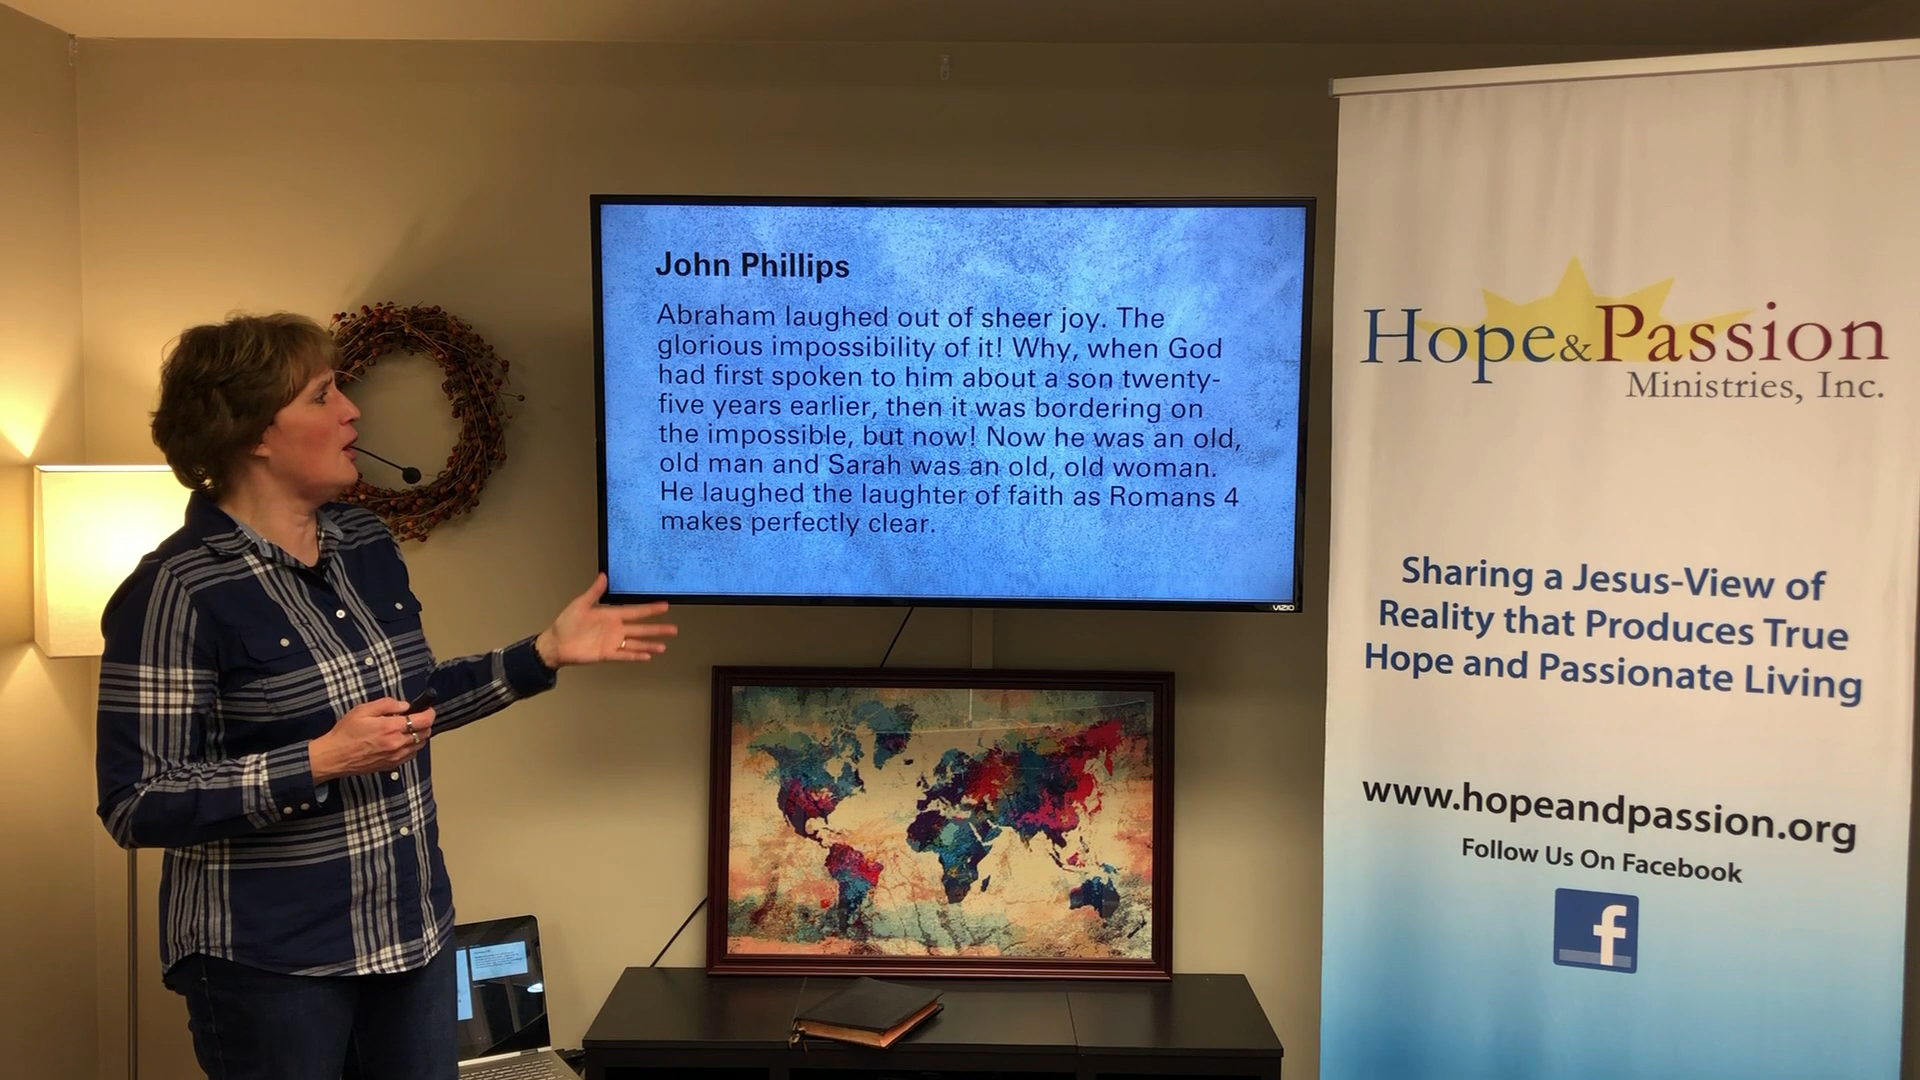 John Phillips
Abraham laughed out of sheer joy. The
glorious impossibility of it! Why, when God
had first spoken to him about a son twenty-
five years earlier, then it was bordering on
the impossible, but now! Now he was an old,
old man and Sarah was an old, old woman.
He laughed the laughter of faith as Romans 4
makes perfectly clear.
VIZIO
Hope&Passion
Ministries, Inc.
Sharing a Jesus-View of
Reality that Produces True
Hope and Passionate Living
www.hopeandpassion.org
Follow Us On Facebook
f